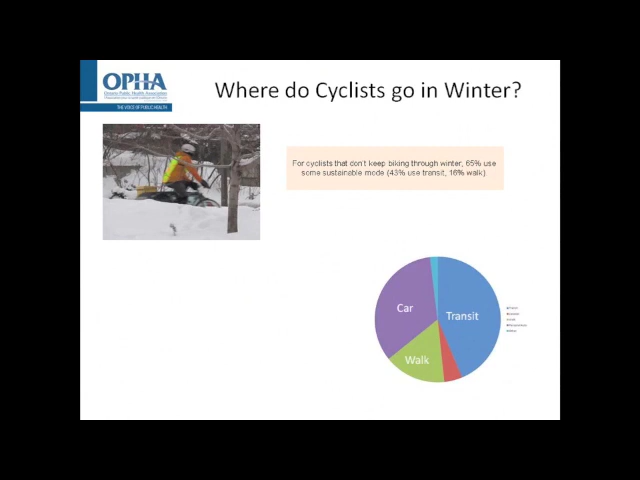 OPHA
Ontario Public Health Association
THE VOICE OF PUBLIC HEALTH
Where do Cyclists go in Winter?
For cyclists that don't keep biking through winter, 65% use
some sustainable mode (43% use transit, 16% walk).
Car
Transit
Walk